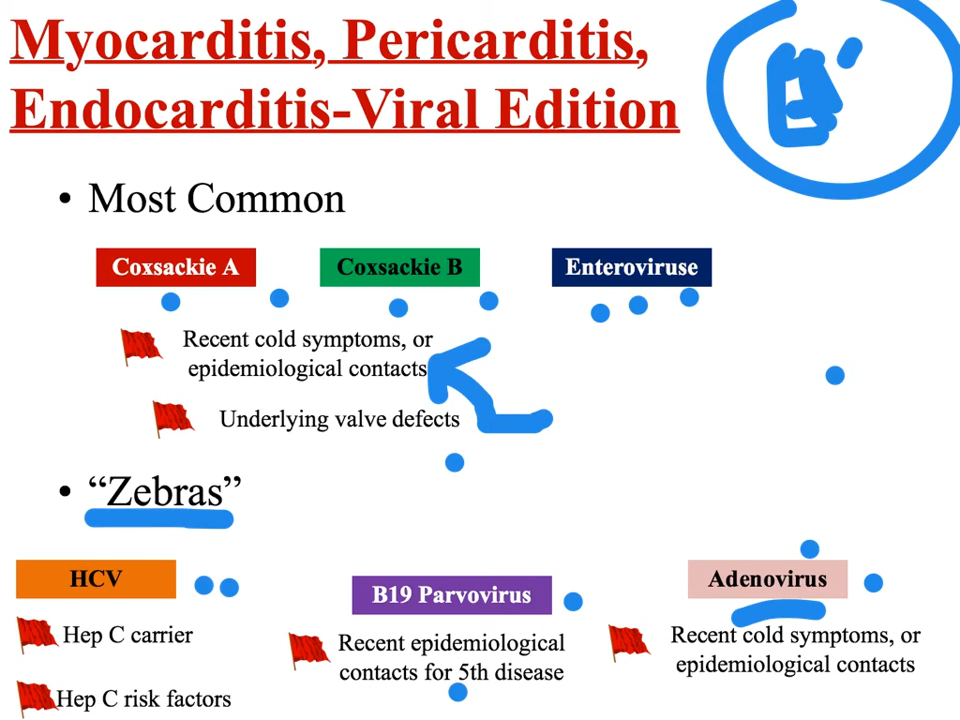 Myocarditis, Pericarditis,
Endocarditis-Viral Edition
• Most Common
Coxsackie A
Coxsackie B
Enteroviruse
Recent cold symptoms, or
epidemiological contacts
Underlying valve defects
• “Zebras”
HCV
B19 Parvovirus
Adenovirus
Hep C carrier
Hep C risk factors
Recent epidemiological
contacts for 5th disease
Recent cold symptoms, or
epidemiological contacts